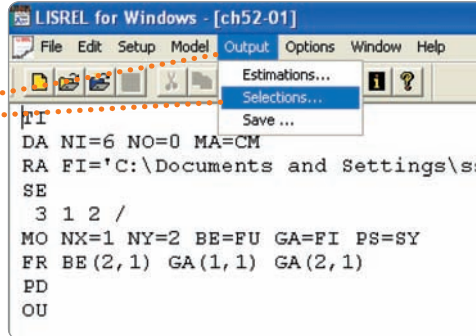 LISREL for Windows - [ch52-01]
File Edit Setup Model Output Options Window Help
Estimations...
Selections...
Save ...
TI
DA NI=6 NO=0 MA=CM
RA FI='C:\Documents and Settings\s
SE
3 1 2 /
MO NX=1 NY=2 BE=FU GA=FI PS=SY
FR BE(2,1) GA(1,1) GA(2,1)
PD
OU